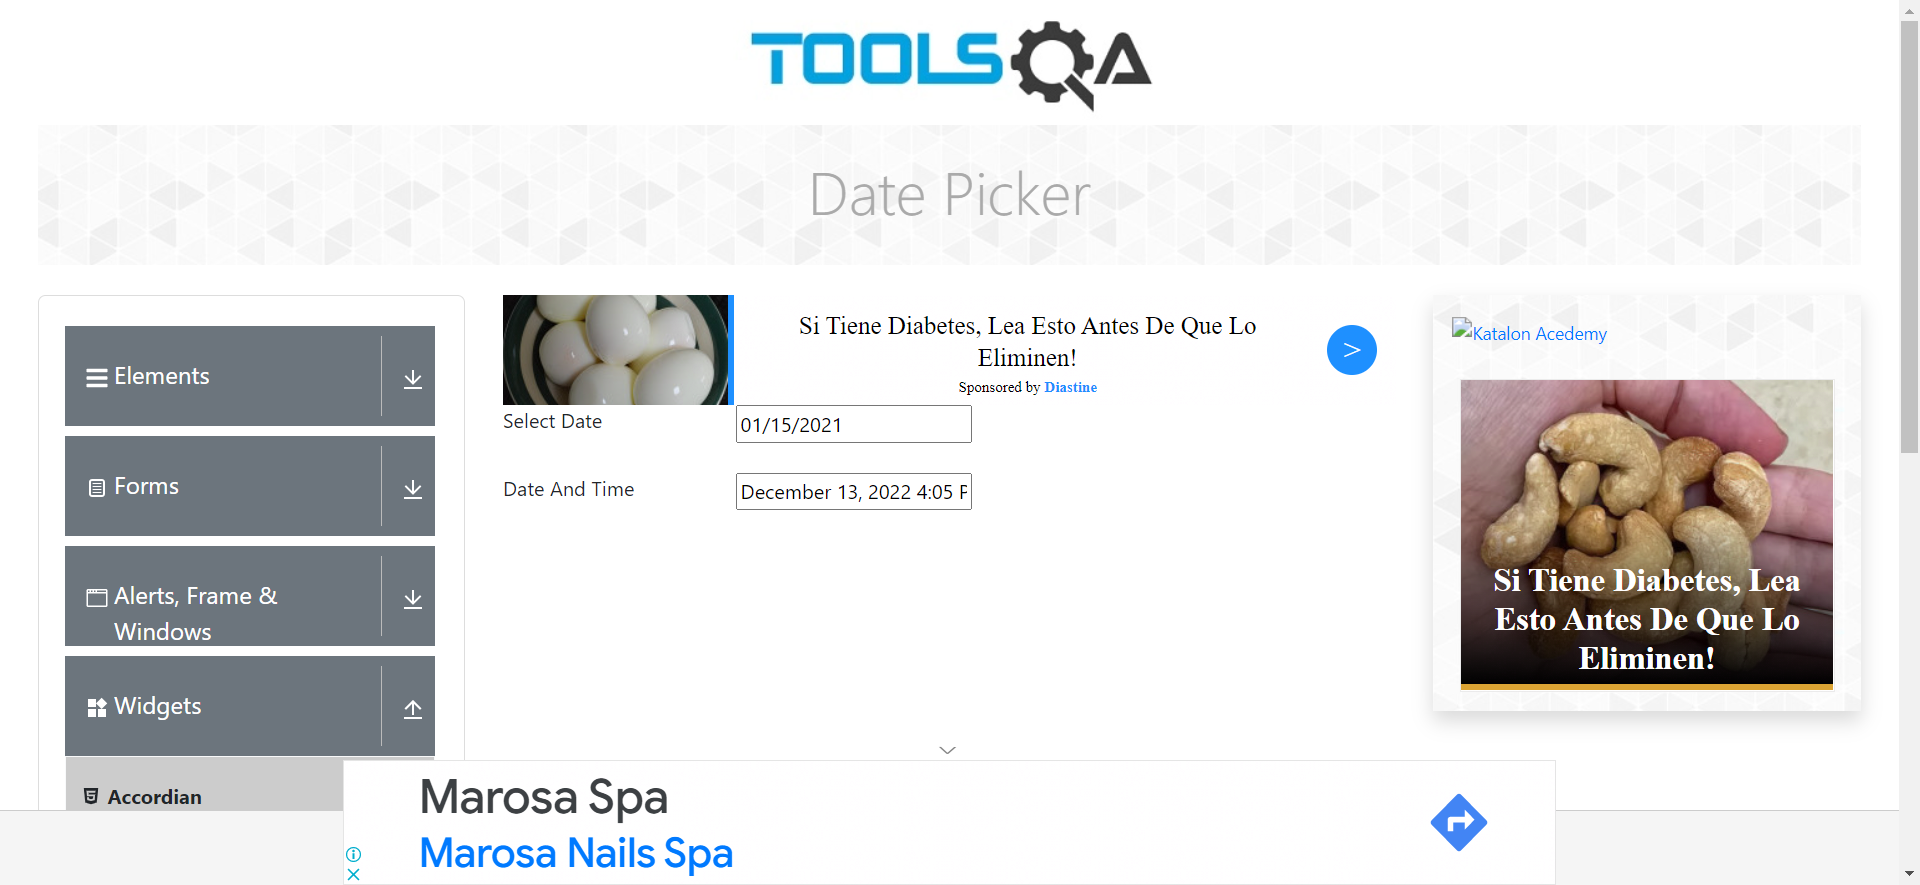 TOOLSQA
Date Picker
Elements
Forms
Alerts, Frame &
Windows
Widgets
Accordian
Si Tiene Diabetes, Lea Esto Antes De Que Lo
Eliminen!
Sponsored by Diastine
>
Select Date
01/15/2021
Date And Time
December 13, 2022 4:05 P
Katalon Acedemy
Si Tiene Diabetes, Lea
Esto Antes De Que Lo
Eliminen!
Marosa Spa
Marosa Nails Spa